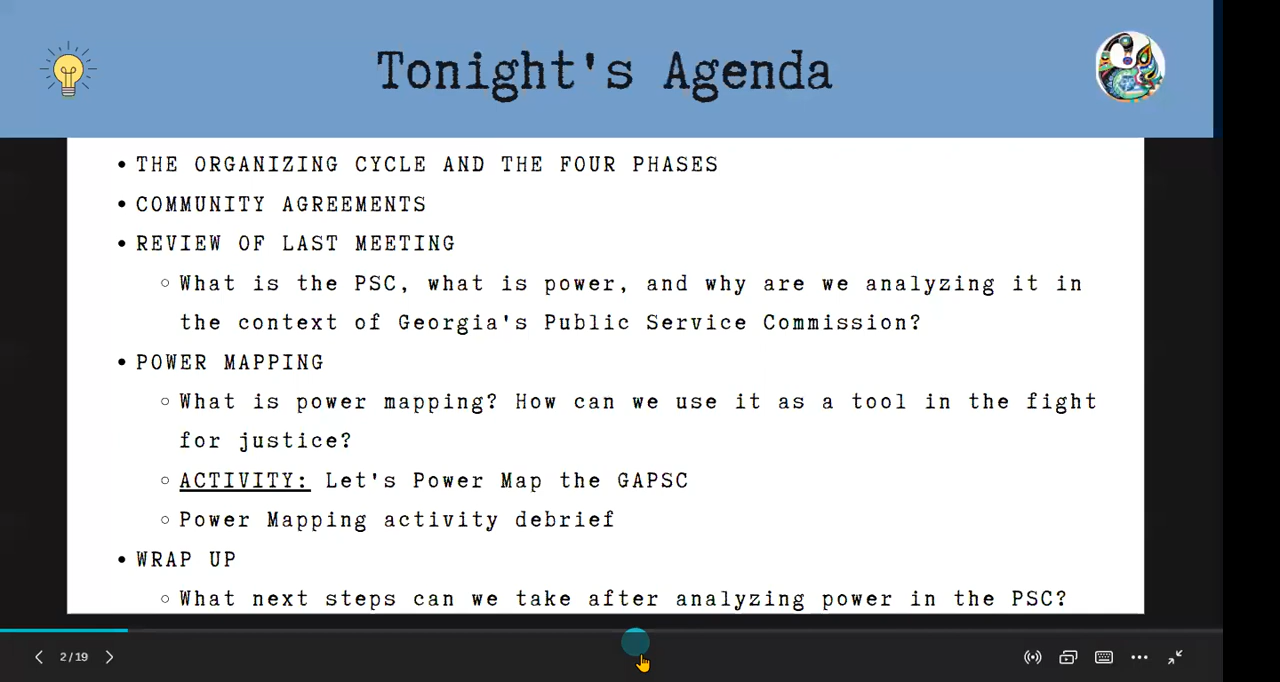 Tonight's Agenda
• THE ORGANIZING CYCLE AND THE FOUR PHASES
• COMMUNITY AGREEMENTS
• REVIEW OF LAST MEETING
○ What is the PSC, what is power, and why are we analyzing it in
the context of Georgia's Public Service Commission?
• POWER MAPPING
○ What is power mapping? How can we use it as a tool in the fight
for justice?
○ ACTIVITY: Let's Power Map the GAPSC
○ Power Mapping activity debrief
• WRAP UP
○ What next steps can we take after analyzing power in the PSC?
2/19